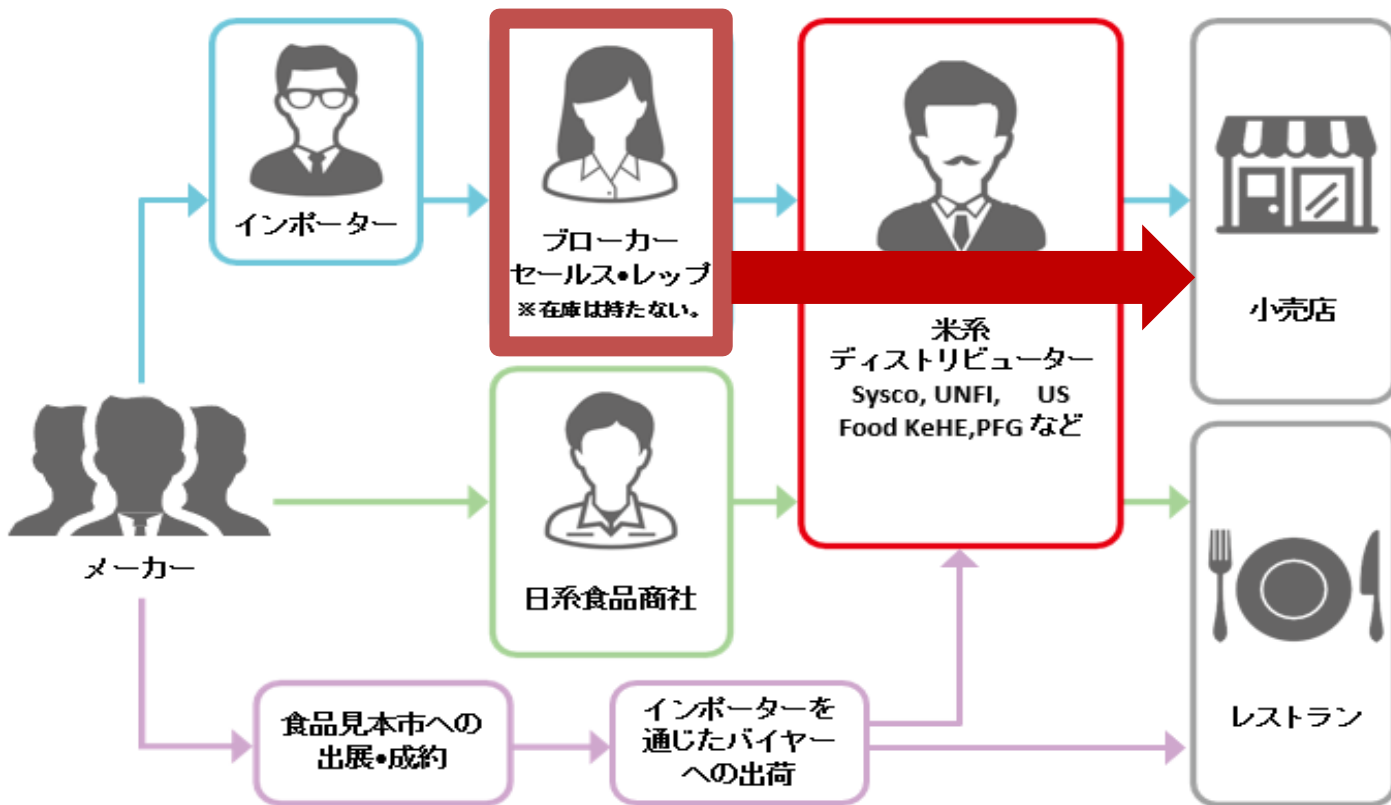 インポーター
ブローカー
セールス・レップ
※在庫は持たない。
米系
ディストリビューター
Sysco, UNFI, US
Food KeHE,PFG など
小売店
メーカー
日系食品商社
食品見本市への
出展・成約
インポーターを
通じたバイヤー
への出荷
レストラン